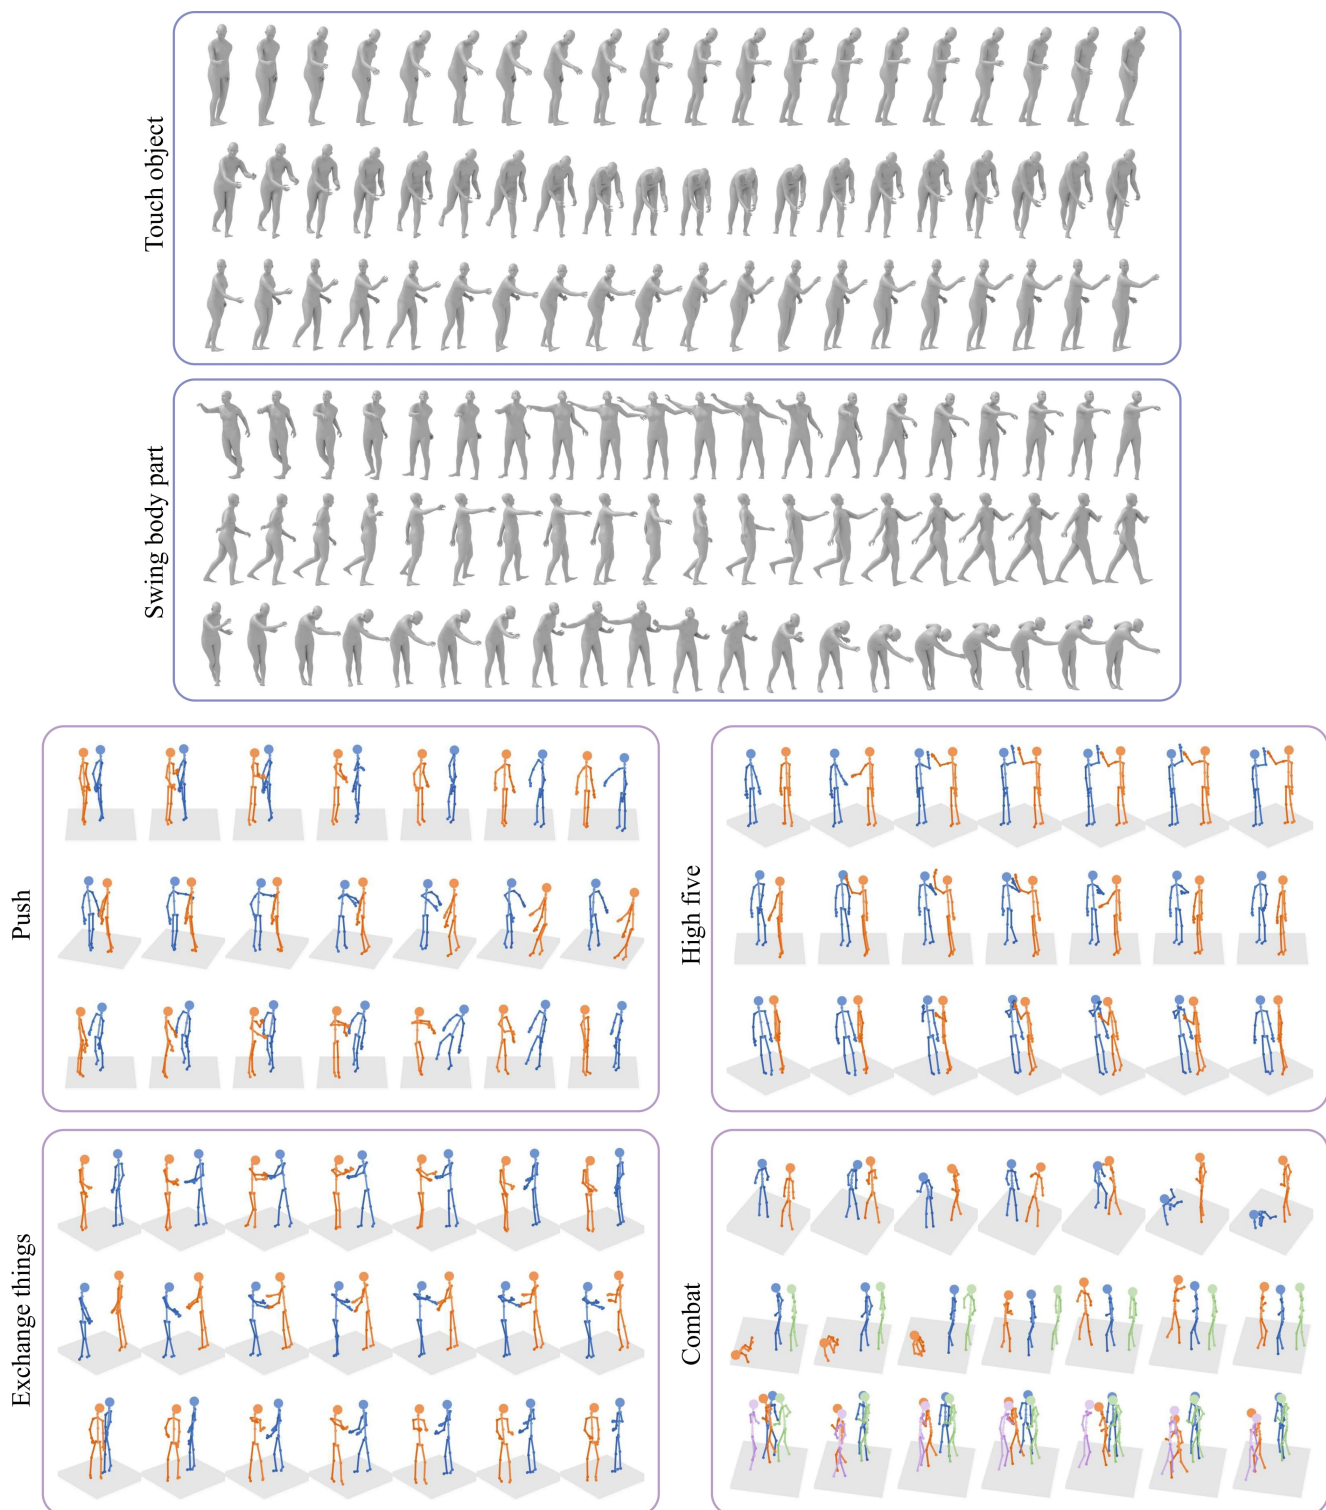 Touch object
Swing body part
Push
High five
Exchange things
Combat